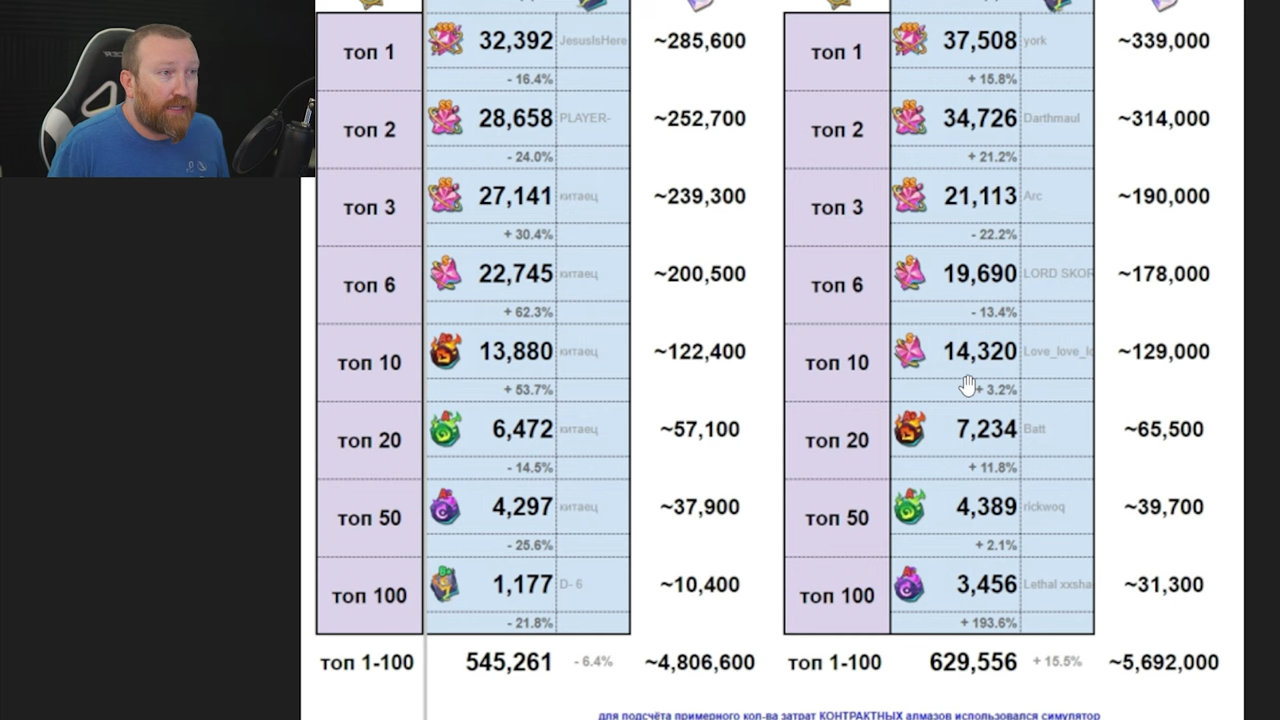 топ 1 32,392 JesusIsHere ~285,600 топ 1 37,508 york ~339,000
- 16.4% + 15.8%
топ 2 28,658 PLAYER- ~252,700 топ 2 34,726 Darthmaul ~314,000
- 24.0% + 21.2%
топ 3 27,141 китаец ~239,300 топ 3 21,113 Arc ~190,000
+ 30.4% - 22.2%
топ 6 22,745 китаец ~200,500 топ 6 19,690 LORD SKOR ~178,000
+ 62.3% - 13.4%
топ 10 13,880 китаец ~122,400 топ 10 14,320 Love_love_lo ~129,000
+ 53.7% + 3.2%
топ 20 6,472 китаец ~57,100 топ 20 7,234 Batt ~65,500
- 14.5% + 11.8%
топ 50 4,297 китаец ~37,900 топ 50 4,389 rickwoq ~39,700
- 25.6% + 2.1%
топ 100 1,177 D- 6 ~10,400 топ 100 3,456 Lethal xxsha ~31,300
- 21.8% + 193.6%
топ 1-100 545,261 - 6.4% ~4,806,600 топ 1-100 629,556 + 15.5% ~5,692,000
для подсчёта примерного кол-ва затрат КОНТРАКТНЫХ алмазов использовался симулятор